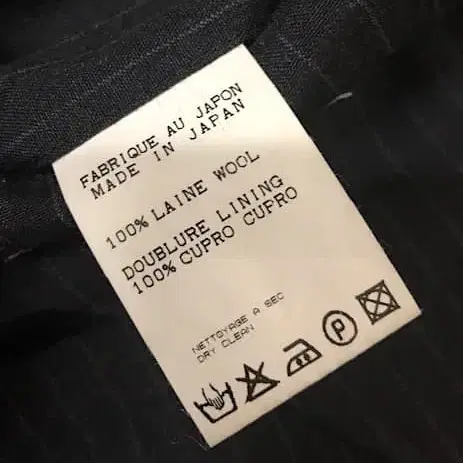 FABRIQUE AU JAPON
MADE IN JAPAN
100% LAINE WOOL
DOUBLURE LINING
100% CUPRO CUPRO
NETTOYAGE A SEC
DRY CLEAN
P